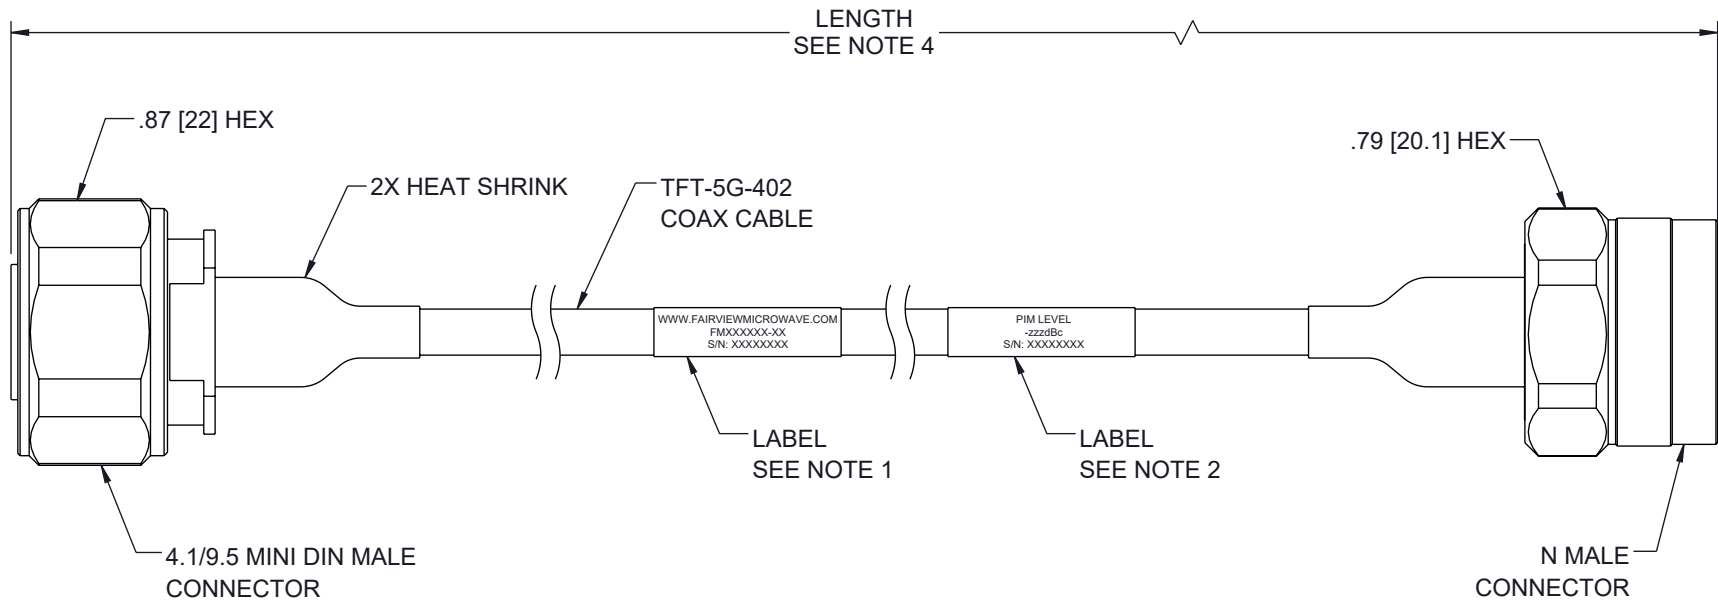 LENGTH
SEE NOTE 4
.87 [22] HEX
.79 [20.1] HEX
2X HEAT SHRINK
TFT-5G-402
COAX CABLE
WWW.FAIRVIEWMICROWAVE.COM
FMXXXXXX-XX
S/N: XXXXXXXX
PIM LEVEL
-zzzdBc
S/N: XXXXXXXX
LABEL
SEE NOTE 1
LABEL
SEE NOTE 2
4.1/9.5 MINI DIN MALE
CONNECTOR
N MALE
CONNECTOR